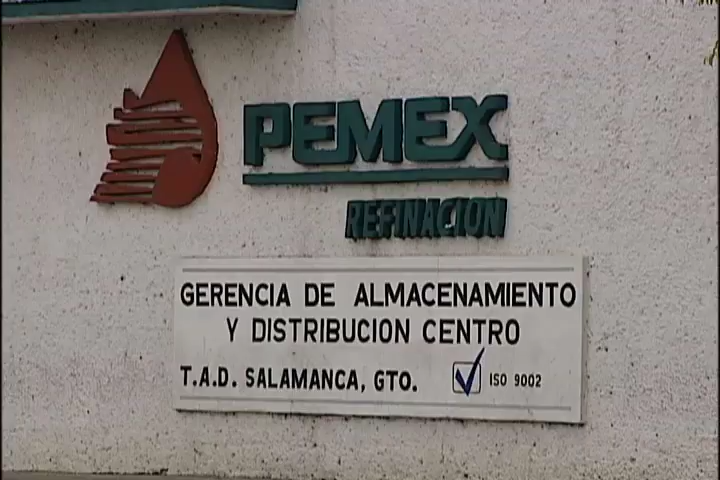 PEMEX
REFINACION
GERENCIA DE ALMACENAMIENTO
Y DISTRIBUCION CENTRO
T.A.D. SALAMANCA, GTO.
ISO 9002